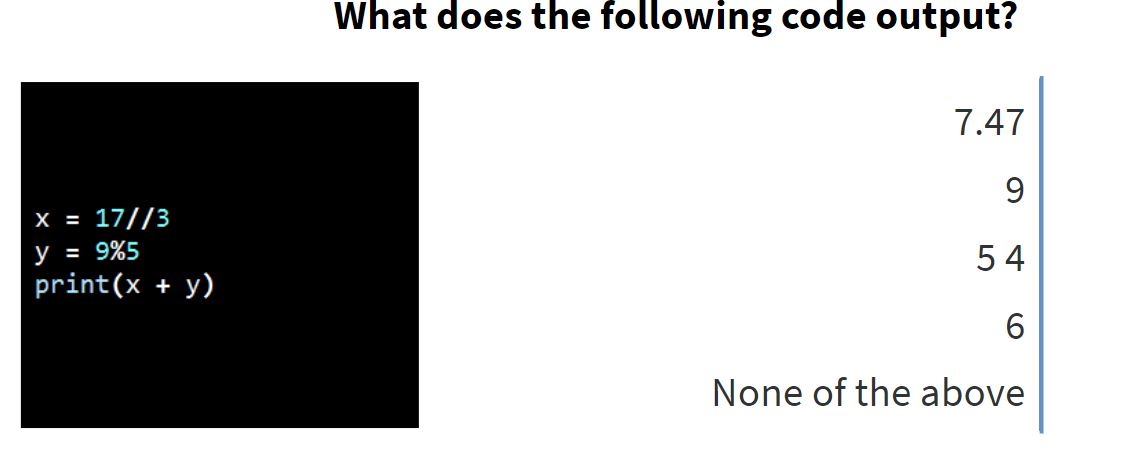 What does the following code output?
x = 17//3
y = 9%5
print(x + y)
7.47
9
5 4
6
None of the above